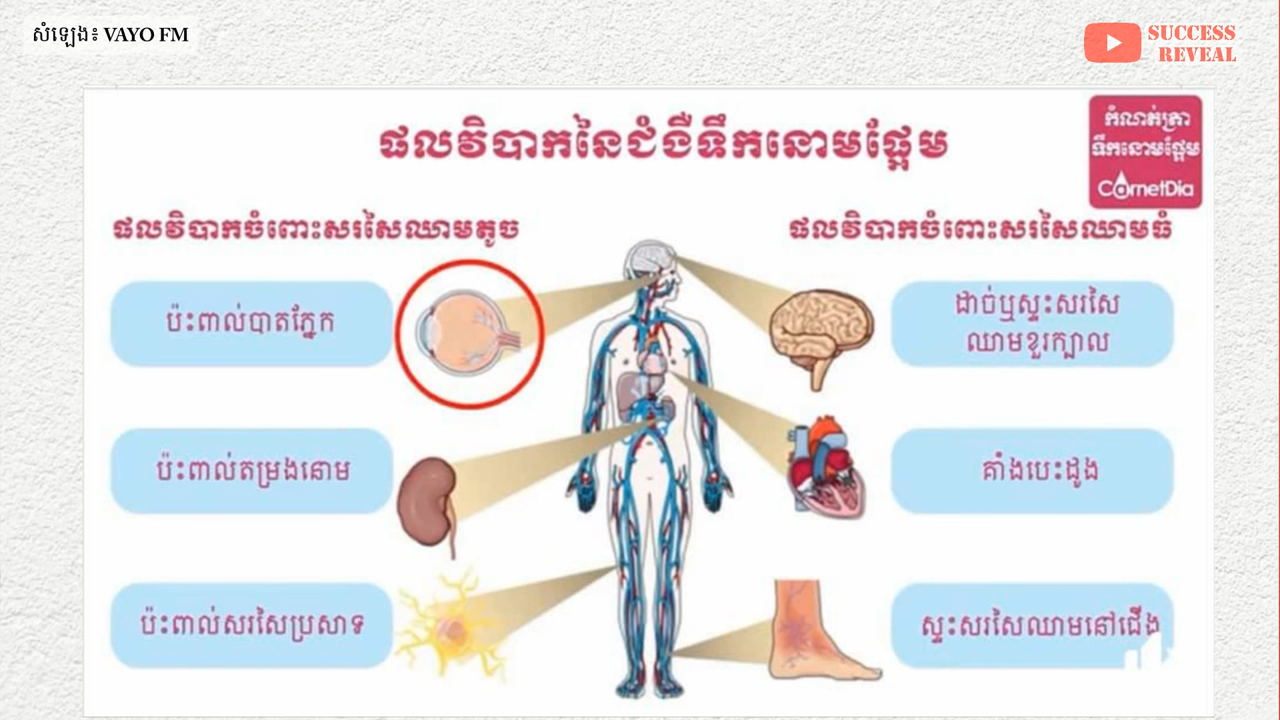 សំឡេង៖ VAYO FM
SUCCESS
REVEAL
ផលវិបាកនៃជំងឺទឹកនោមផ្អែម
កំណត់ត្រា
ទឹកនោមផ្អែម
CometDia
ផលវិបាកចំពោះសរសៃឈាមតូច
ផលវិបាកចំពោះសរសៃឈាមធំ
ប៉ះពាល់បាតភ្នែក
ដាច់ឬស្ទះសរសៃ
ឈាមខួរក្បាល
ប៉ះពាល់តម្រងនោម
គាំងបេះដូង
ប៉ះពាល់សរសៃប្រសាទ
ស្ទះសរសៃឈាមនៅជើង